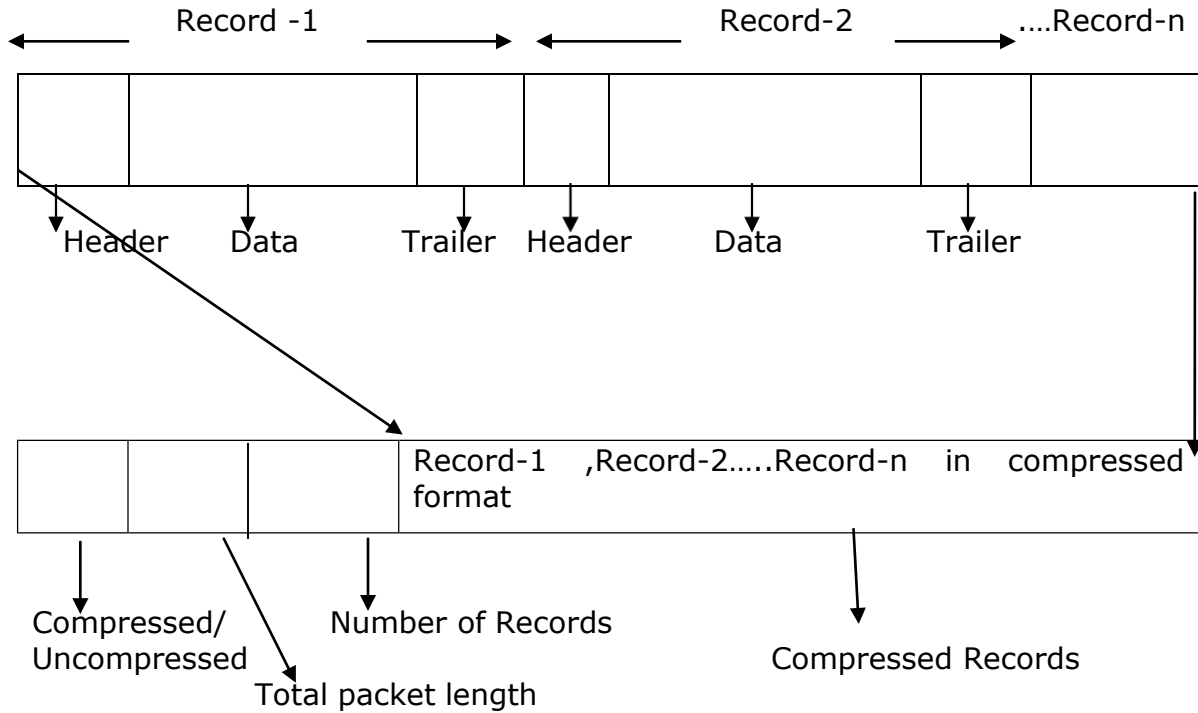 Record -1 Record-2 .…Record-n
Header Data Trailer Header Data Trailer
Record-1 ,Record-2…..Record-n in compressed
format
Compressed/ Number of Records
Uncompressed Compressed Records
Total packet length